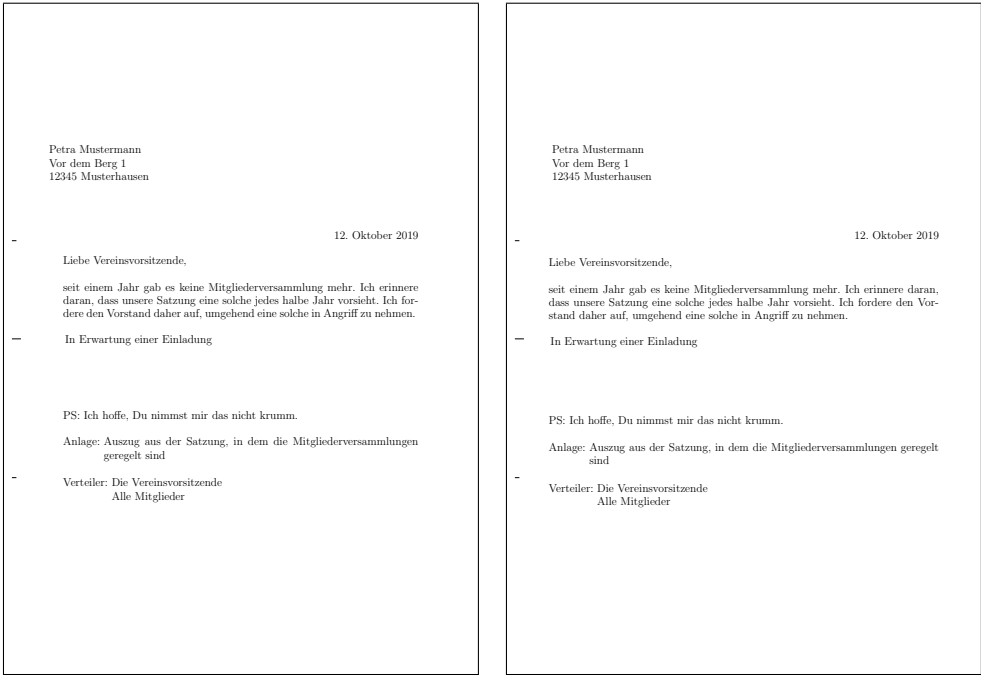 Petra Mustermann
Vor dem Berg 1
12345 Musterhausen
12. Oktober 2019
Liebe Vereinsvorsitzende,
seit einem Jahr gab es keine Mitgliederversammlung mehr. Ich erinnere
daran, dass unsere Satzung eine solche jedes halbe Jahr vorsieht. Ich for-
dere den Vorstand daher auf, umgehend eine solche in Angriff zu nehmen.
In Erwartung einer Einladung
PS: Ich hoffe, Du nimmst mir das nicht krumm.
Anlage: Auszug aus der Satzung, in dem die Mitgliederversammlungen
geregelt sind
Verteiler: Die Vereinsvorsitzende
Alle Mitglieder
Petra Mustermann
Vor dem Berg 1
12345 Musterhausen
12. Oktober 2019
Liebe Vereinsvorsitzende,
seit einem Jahr gab es keine Mitgliederversammlung mehr. Ich erinnere daran,
dass unsere Satzung eine solche jedes halbe Jahr vorsieht. Ich fordere den Vor-
stand daher auf, umgehend eine solche in Angriff zu nehmen.
In Erwartung einer Einladung
PS: Ich hoffe, Du nimmst mir das nicht krumm.
Anlage: Auszug aus der Satzung, in dem die Mitgliederversammlungen geregelt
sind
Verteiler: Die Vereinsvorsitzende
Alle Mitglieder